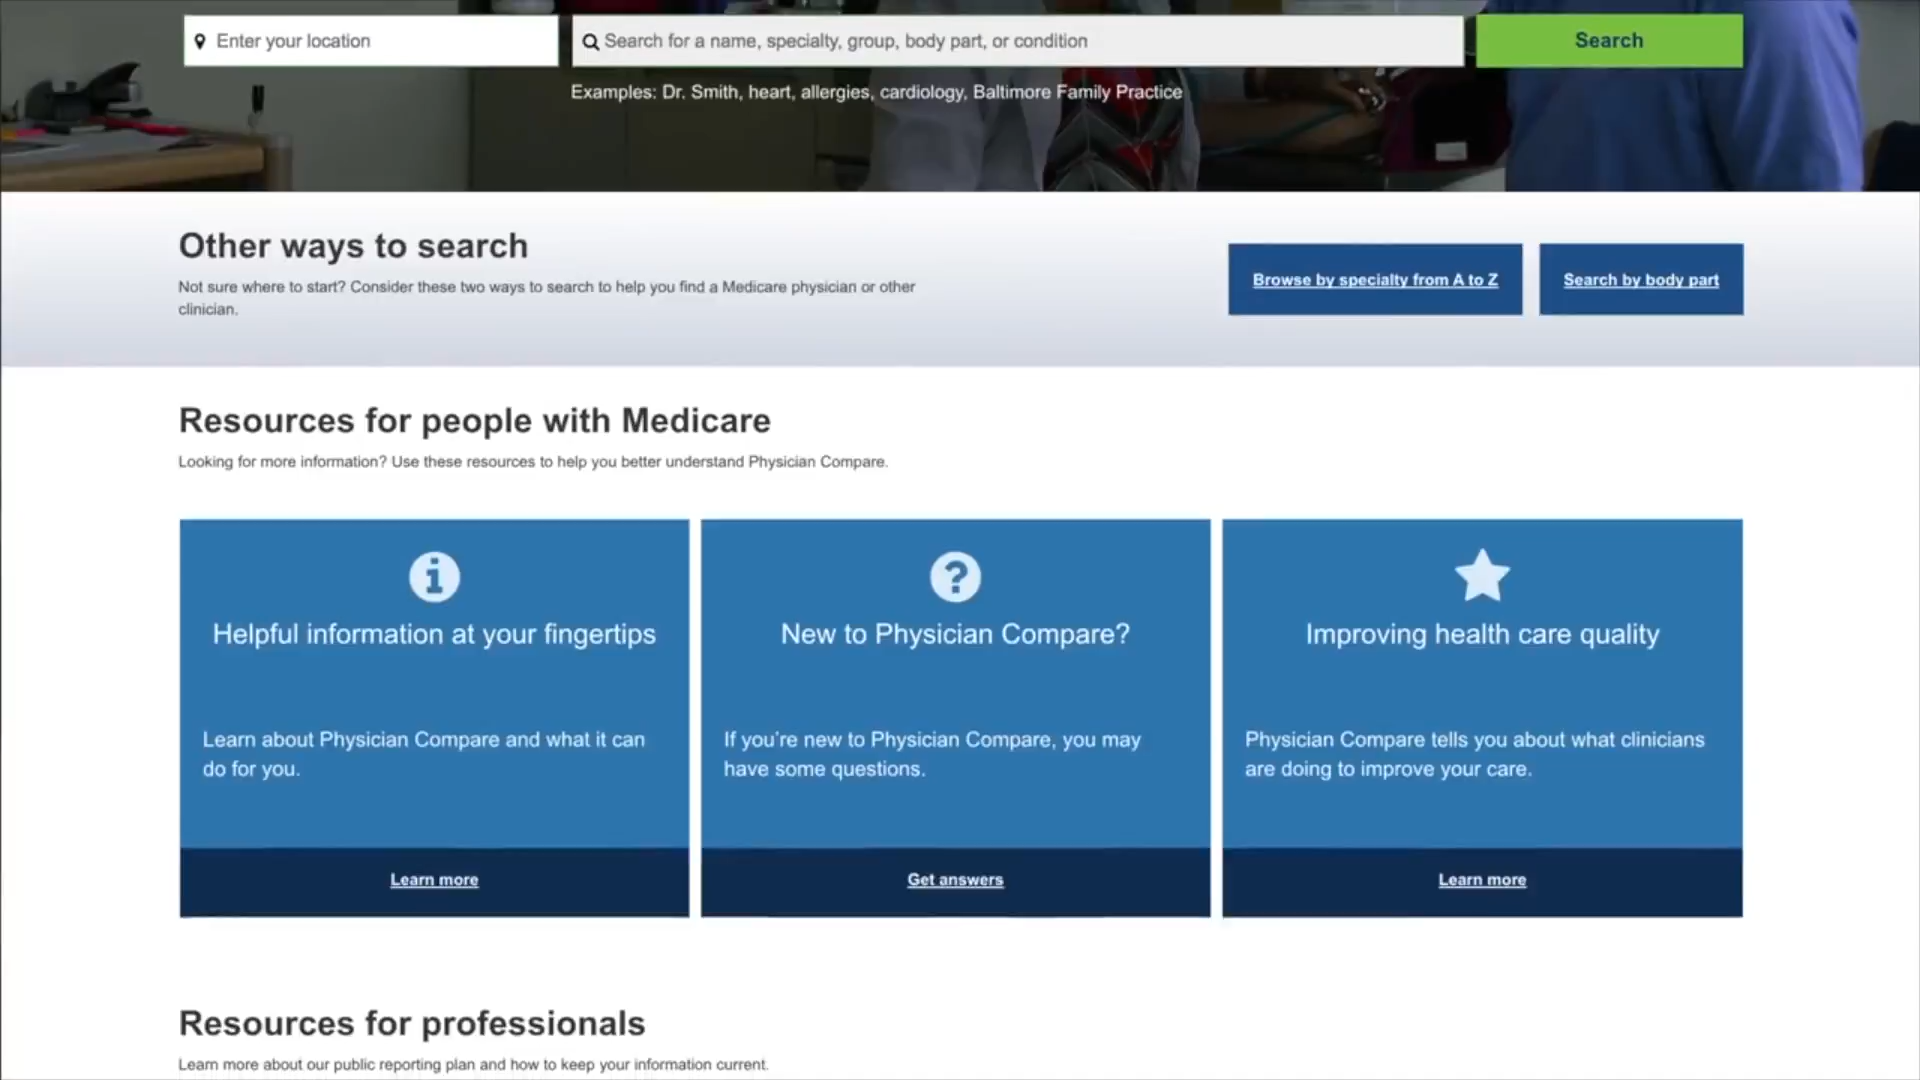 Enter your location
Search for a name, specialty, group, body part, or condition
Search
Examples: Dr. Smith, heart, allergies, cardiology, Baltimore Family Practice
Other ways to search
Not sure where to start? Consider these two ways to search to help you find a Medicare physician or other
clinician.
Browse by specialty from A to Z
Search by body part
Resources for people with Medicare
Looking for more information? Use these resources to help you better understand Physician Compare.
Helpful information at your fingertips
Learn about Physician Compare and what it can
do for you.
Learn more
New to Physician Compare?
If you're new to Physician Compare, you may
have some questions.
Get answers
Improving health care quality
Physician Compare tells you about what clinicians
are doing to improve your care.
Learn more
Resources for professionals
Learn more about our public reporting plan and how to keep your information current.